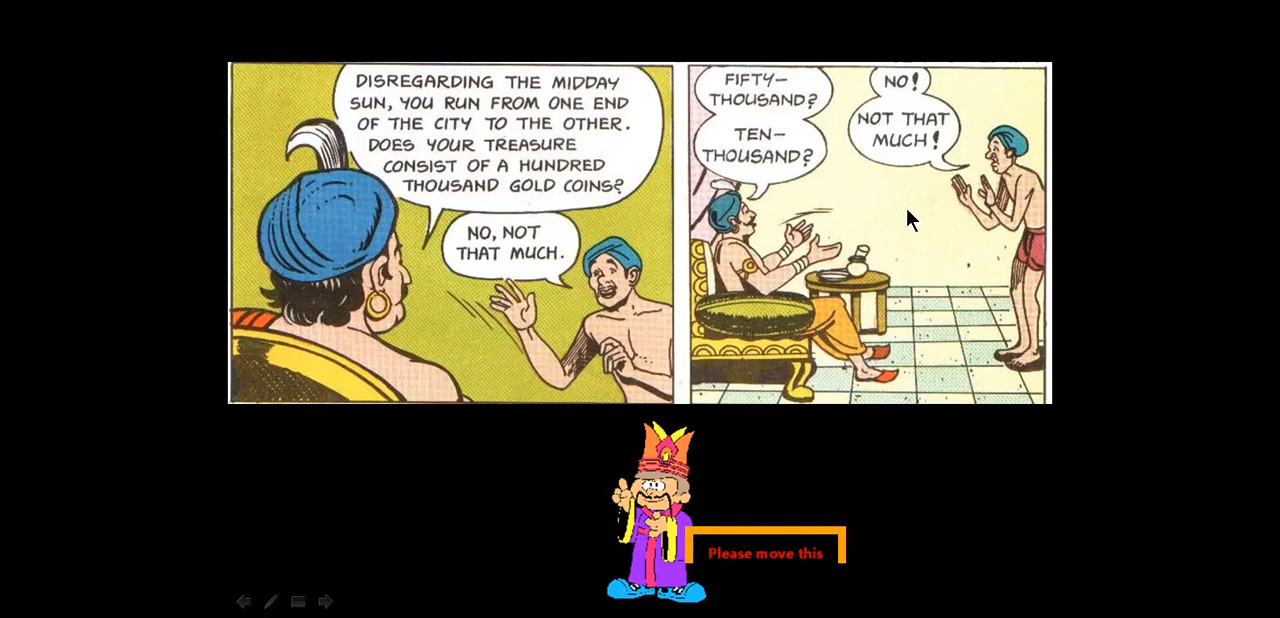 DISREGARDING THE MIDDAY
SUN, YOU RUN FROM ONE END
OF THE CITY TO THE OTHER.
DOES YOUR TREASURE
CONSIST OF A HUNDRED
THOUSAND GOLD COINS?
NO, NOT
THAT MUCH.
FIFTY—
THOUSAND?
TEN—
THOUSAND?
NO!
NOT THAT
MUCH!
Please move this